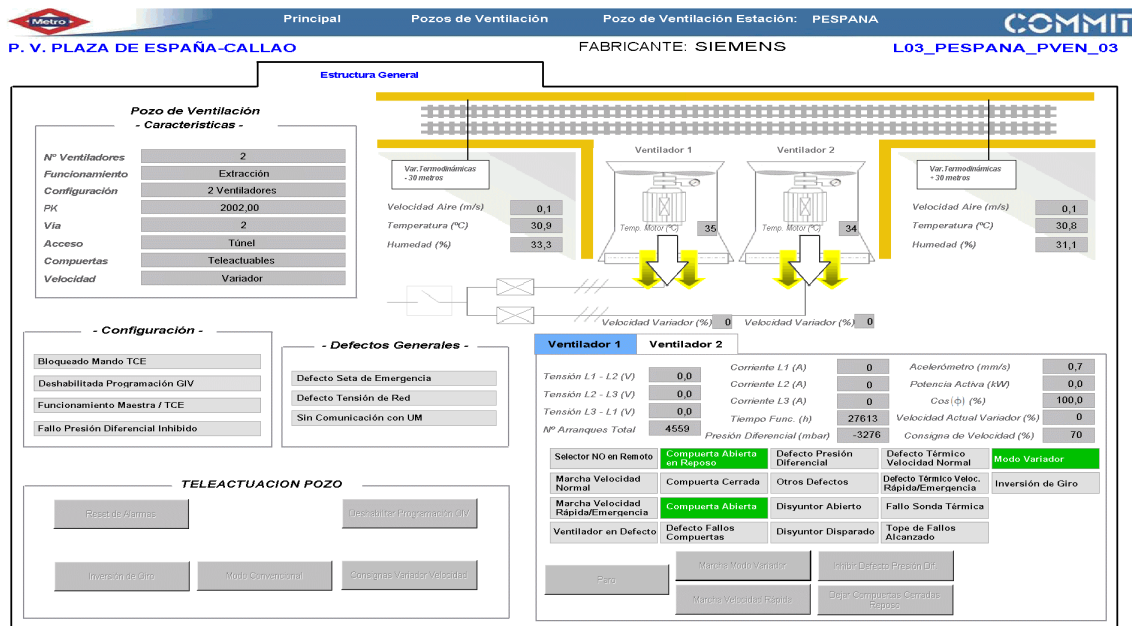 Metro
Principal
Pozos de Ventilación
Pozo de Ventilación Estación: PESPANA
COMMIT
P. V. PLAZA DE ESPAÑA-CALLAO
FABRICANTE: SIEMENS
L03_PESPANA_PVEN_03
Estructura General
Pozo de Ventilación
- Caracteristicas -
Nº Ventiladores 2
Funcionamiento Extracción
Configuración 2 Ventiladores
PK 2002,00
Via 2
Acceso Túnel
Compuertas Teleactuables
Velocidad Variador
Var.Termodinámicas
- 30 metros
Velocidad Aire (m/s) 0,1
Temperatura (ºC) 30,9
Humedad (%) 33,3
Ventilador 1
Temp. Motor (ºC) 35
Ventilador 2
Temp. Motor (ºC) 34
Var.Termodinámicas
+ 30 metros
Velocidad Aire (m/s) 0,1
Temperatura (ºC) 30,8
Humedad (%) 31,1
Velocidad Variador (%) 0
Velocidad Variador (%) 0
- Configuración -
Bloqueado Mando TCE
Deshabilitada Programación GIV
Funcionamiento Maestra / TCE
Fallo Presión Diferencial Inhibido
- Defectos Generales -
Defecto Seta de Emergencia
Defecto Tensión de Red
Sin Comunicación con UM
TELEACTUACION POZO
Reset de Alarmas
Deshabilitar Programación GIV
Inversión de Giro
Modo Convencional
Consignas Variador Velocidad
Ventilador 1
Ventilador 2
Tensión L1 - L2 (V) 0,0
Tensión L2 - L3 (V) 0,0
Tensión L3 - L1 (V) 0,0
Nº Arranques Total 4559
Corriente L1 (A) 0
Corriente L2 (A) 0
Corriente L3 (A) 0
Tiempo Func. (h) 27613
Presión Diferencial (mbar) -3276
Acelerómetro (mm/s) 0,7
Potencia Activa (kW) 0,0
Cos(ϕ) (%) 100,0
Velocidad Actual Variador (%) 0
Consigna de Velocidad (%) 70
Selector NO en Remoto
Compuerta Abierta
en Reposo
Defecto Presión
Diferencial
Defecto Térmico
Velocidad Normal
Modo Variador
Marcha Velocidad
Normal
Compuerta Cerrada
Otros Defectos
Defecto Térmico Veloc.
Rápida/Emergencia
Inversión de Giro
Marcha Velocidad
Rápida/Emergencia
Compuerta Abierta
Disyuntor Abierto
Fallo Sonda Térmica
Ventilador en Defecto
Defecto Fallos
Compuertas
Disyuntor Disparado
Tope de Fallos
Alcanzado
Paro
Marcha Modo Variador
Inhibir Defecto Presión Dif.
Marcha Velocidad Rápida
Dejar Compuertas Cerradas
Reposo